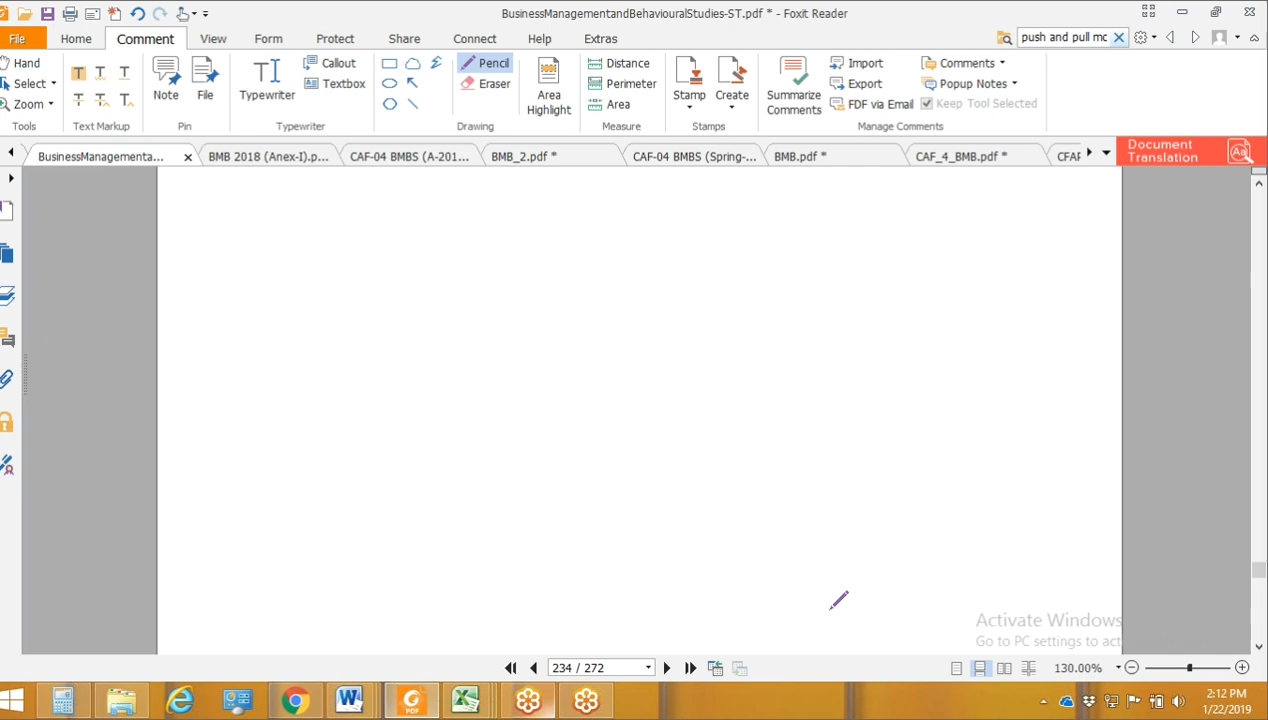 BusinessManagementandBehaviouralStudies-ST.pdf * - Foxit Reader
File Home Comment View Form Protect Share Connect Help Extras push and pull mc
Hand Select Zoom Tools
Text Markup
Note File Pin
Typewriter Callout Textbox Typewriter
Pencil Eraser Area Highlight Drawing
Distance Perimeter Area Measure
Stamp Create Stamps
Summarize Comments Import Export FDF via Email Comments Popup Notes Keep Tool Selected Manage Comments
BusinessManagementa... BMB 2018 (Anex-I).p... CAF-04 BMBS (A-201... BMB_2.pdf * CAF-04 BMBS (Spring-... BMB.pdf * CAF_4_BMB.pdf * CFAP
Document Translation
Activate Windows
Go to PC settings to act
234 / 272 130.00%
2:12 PM
1/22/2019